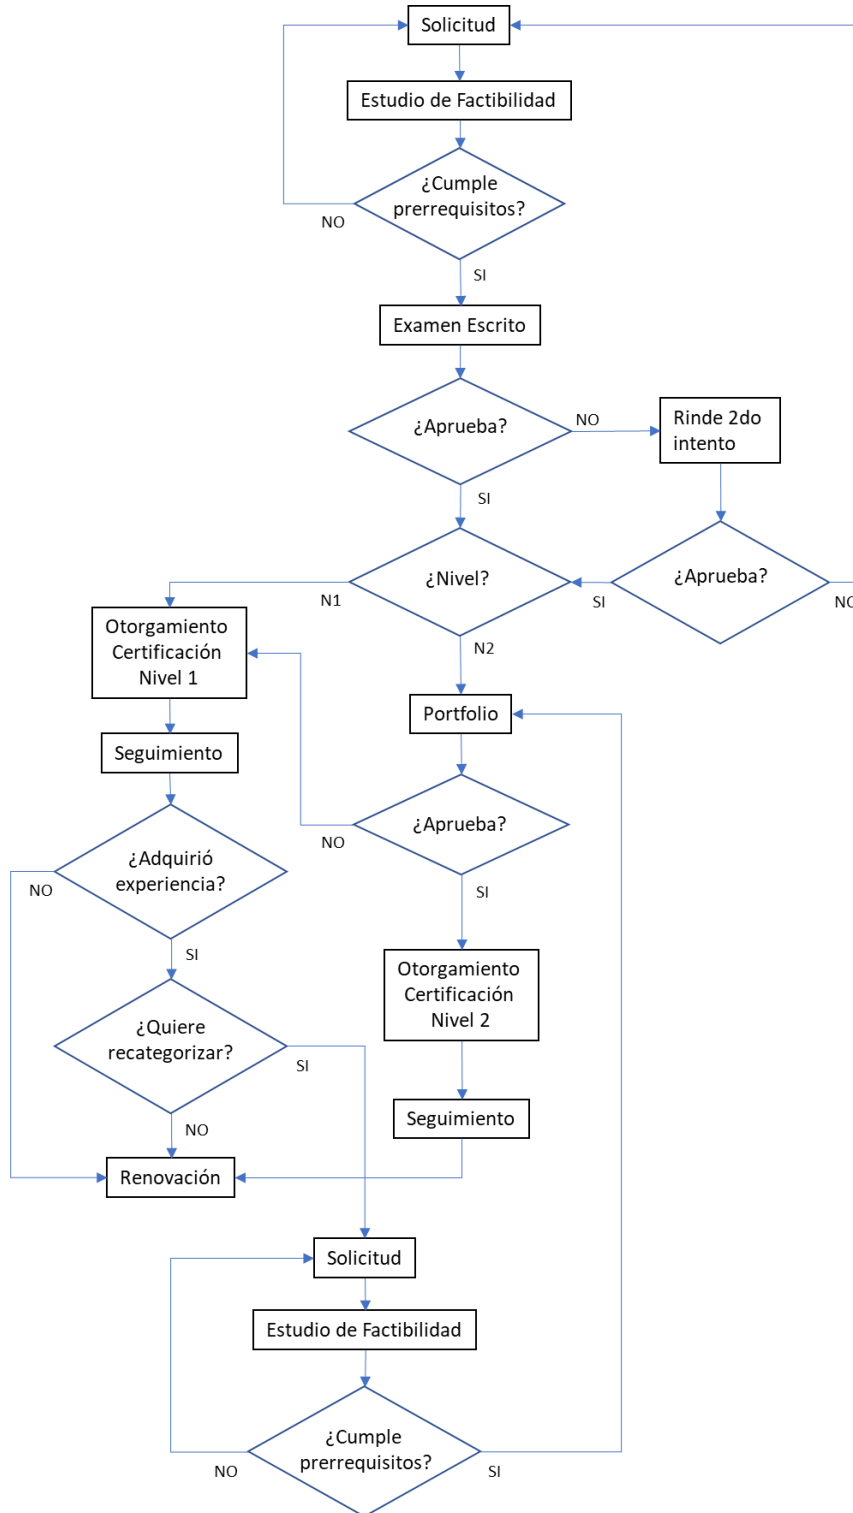 Solicitud
Estudio de Factibilidad
¿Cumple
prerrequisitos?
NO
SI
Examen Escrito
¿Aprueba?
NO
Rinde 2do
intento
SI
¿Nivel?
¿Aprueba?
N1
SI
NO
Otorgamiento
Certificación
Nivel 1
N2
Portfolio
Seguimiento
¿Aprueba?
NO
¿Adquirió
experiencia?
NO
SI
SI
Otorgamiento
Certificación
Nivel 2
¿Quiere
recategorizar?
SI
NO
Seguimiento
Renovación
Solicitud
Estudio de Factibilidad
¿Cumple
prerrequisitos?
NO
SI